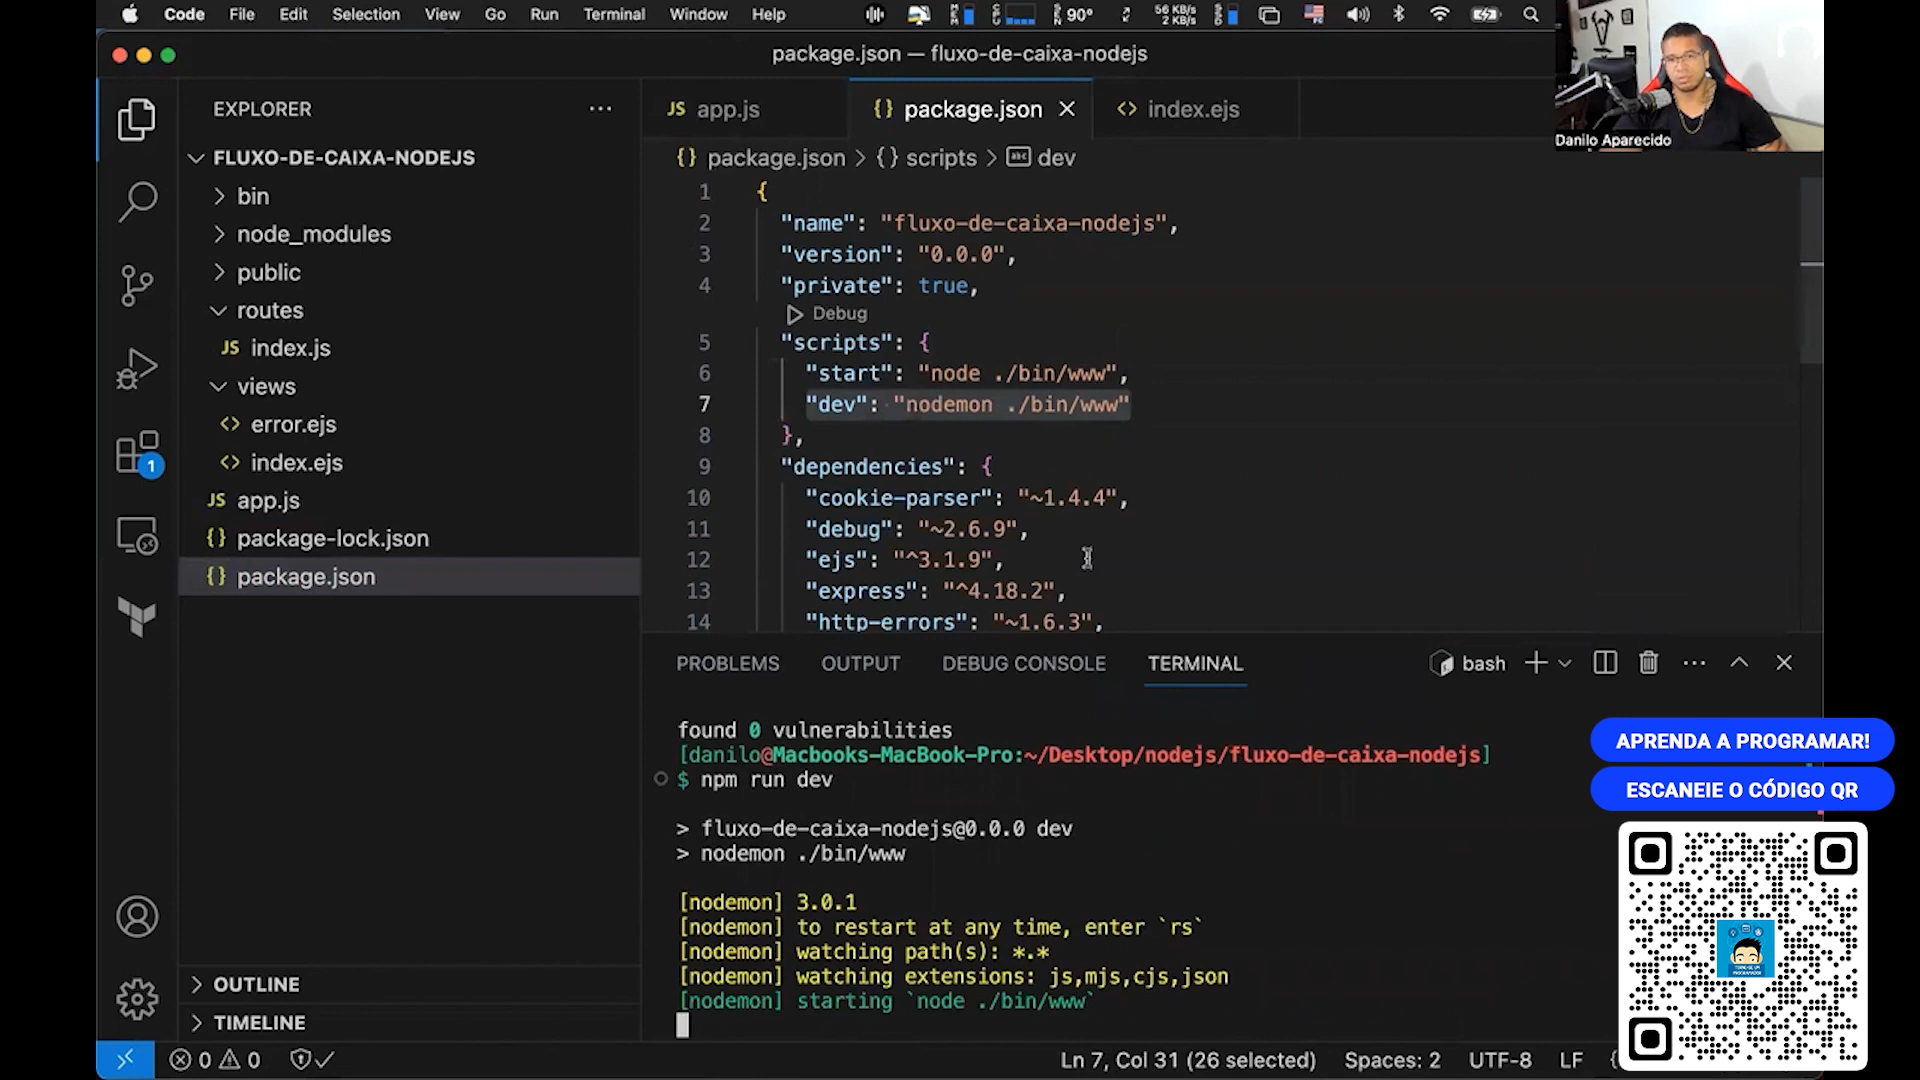 Code File Edit Selection View Go Run Terminal Window Help
90°
56 KB/s
2 KB/s
package.json — fluxo-de-caixa-nodejs
Danilo Aparecido
EXPLORER
FLUXO-DE-CAIXA-NODEJS
bin
node_modules
public
routes
JS index.js
views
<> error.ejs
<> index.ejs
JS app.js
{} package-lock.json
{} package.json
OUTLINE
TIMELINE
1
JS app.js
{} package.json
<> index.ejs
{} package.json > {} scripts > abc dev
1 {
2 "name": "fluxo-de-caixa-nodejs",
3 "version": "0.0.0",
4 "private": true,
Debug
5 "scripts": {
6 "start": "node ./bin/www",
7 "dev": "nodemon ./bin/www"
8 },
9 "dependencies": {
10 "cookie-parser": "~1.4.4",
11 "debug": "~2.6.9",
12 "ejs": "^3.1.9",
13 "express": "^4.18.2",
14 "http-errors": "~1.6.3",
PROBLEMS OUTPUT DEBUG CONSOLE TERMINAL
bash
found 0 vulnerabilities
[danilo@Macbooks-MacBook-Pro:~/Desktop/nodejs/fluxo-de-caixa-nodejs]
$ npm run dev
> fluxo-de-caixa-nodejs@0.0.0 dev
> nodemon ./bin/www
[nodemon] 3.0.1
[nodemon] to restart at any time, enter `rs`
[nodemon] watching path(s): *.*
[nodemon] watching extensions: js,mjs,cjs,json
[nodemon] starting `node ./bin/www`
APRENDA A PROGRAMAR!
ESCANEIE O CÓDIGO QR
0 0
Ln 7, Col 31 (26 selected) Spaces: 2 UTF-8 LF {